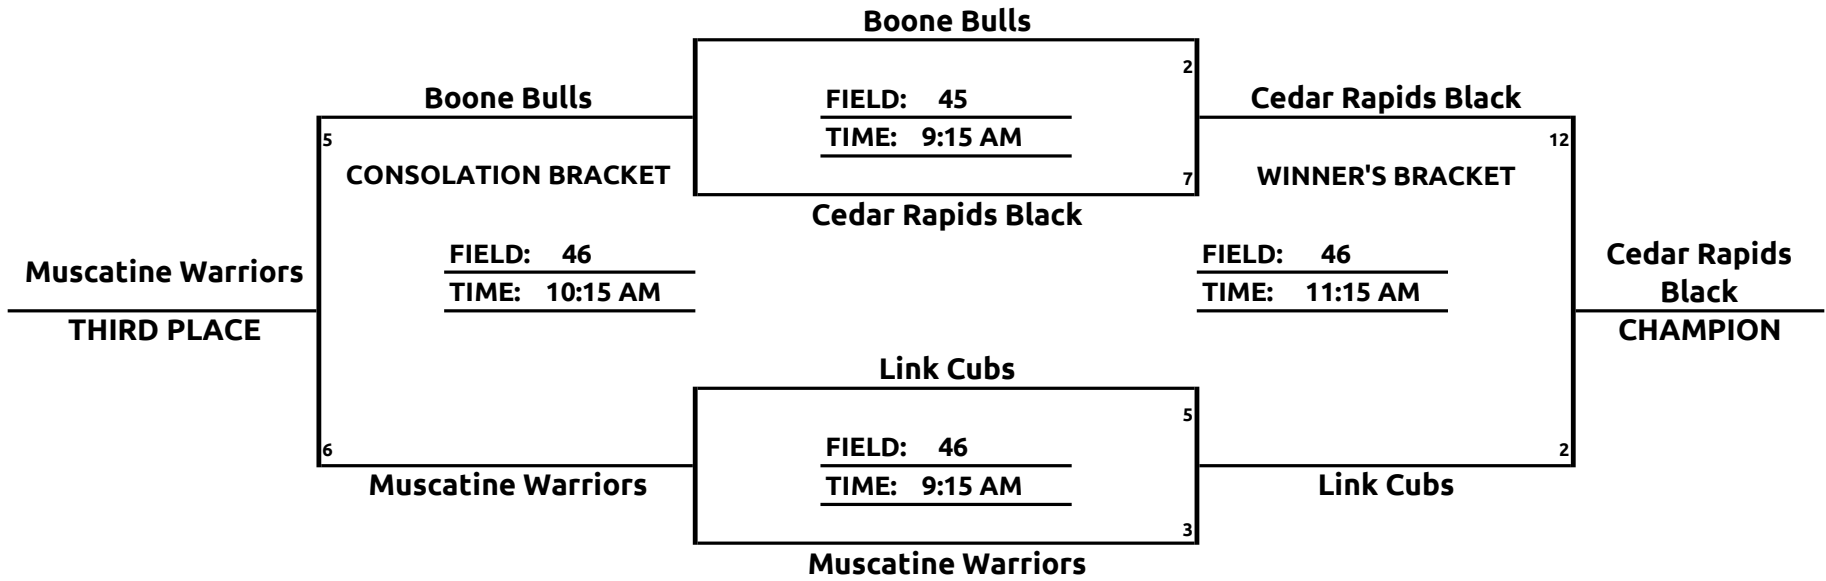 Boone Bulls
2
Boone Bulls
FIELD: 45
Cedar Rapids Black
5
TIME: 9:15 AM
12
CONSOLATION BRACKET
7
WINNER'S BRACKET
Cedar Rapids Black
FIELD: 46
FIELD: 46
Cedar Rapids
Black
Muscatine Warriors
TIME: 10:15 AM
TIME: 11:15 AM
THIRD PLACE
CHAMPION
Link Cubs
5
6
FIELD: 46
2
Muscatine Warriors
TIME: 9:15 AM
Link Cubs
3
Muscatine Warriors